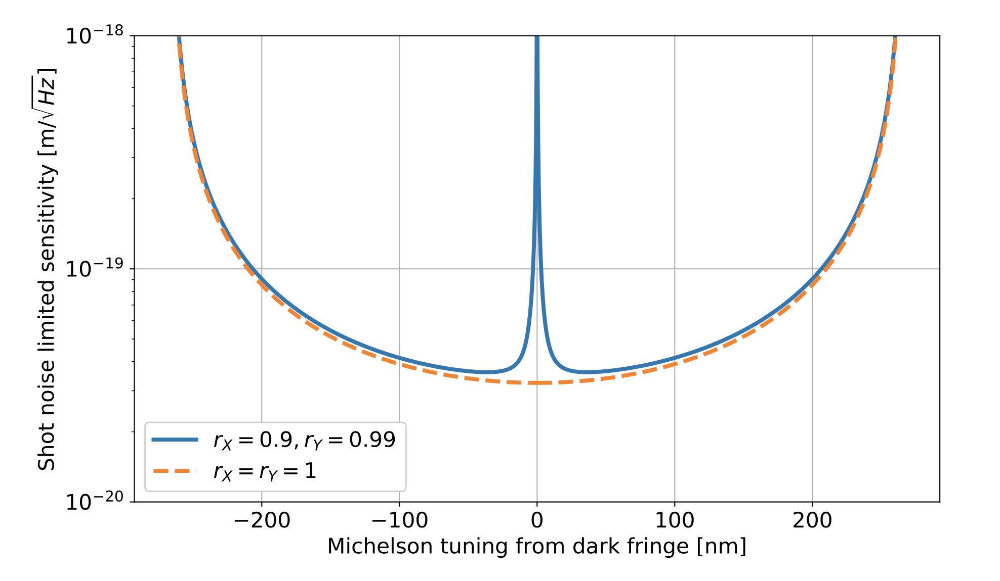 Shot noise limited sensitivity [m/√Hz]
10⁻¹⁸
10⁻¹⁹
10⁻²⁰
r_X = 0.9, r_Y = 0.99
r_X = r_Y = 1
−200 −100 0 100 200
Michelson tuning from dark fringe [nm]